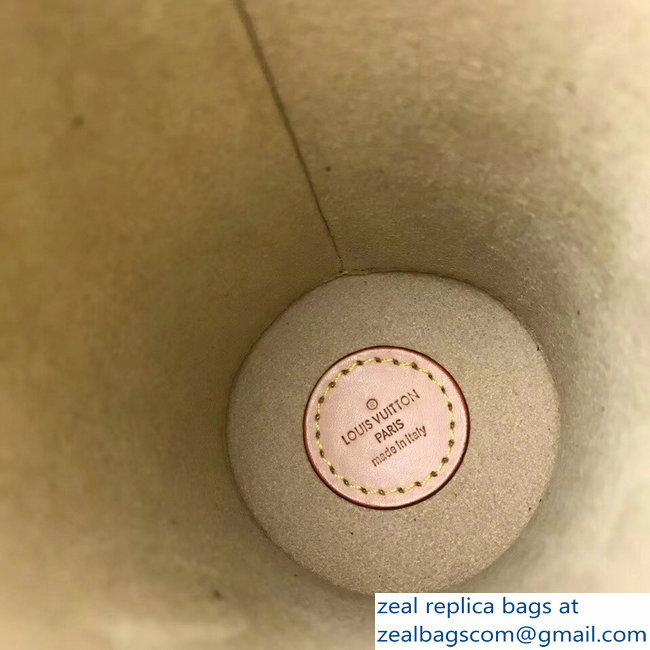 ®
LOUIS VUITTON
PARIS
made in italy
zeal replica bags at
zealbagscom@gmail.com